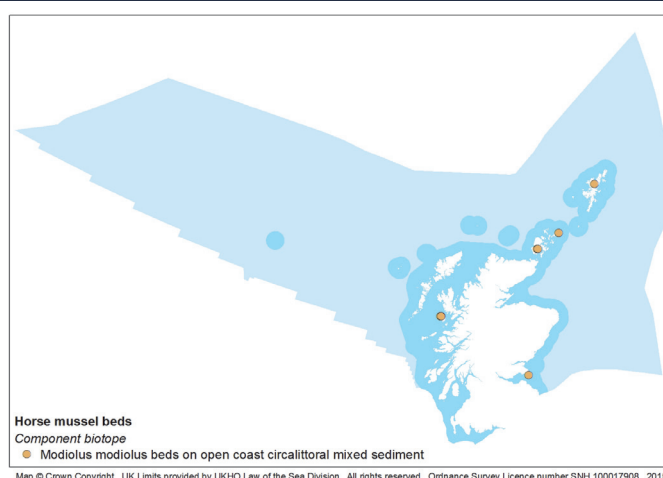 Horse mussel beds
Component biotope
Modiolus modiolus beds on open coast circalittoral mixed sediment
Map © Crown Copyright. UK Limits provided by UKHO Law of the Sea Division. All rights reserved. Ordnance Survey Licence number SNH 100017908